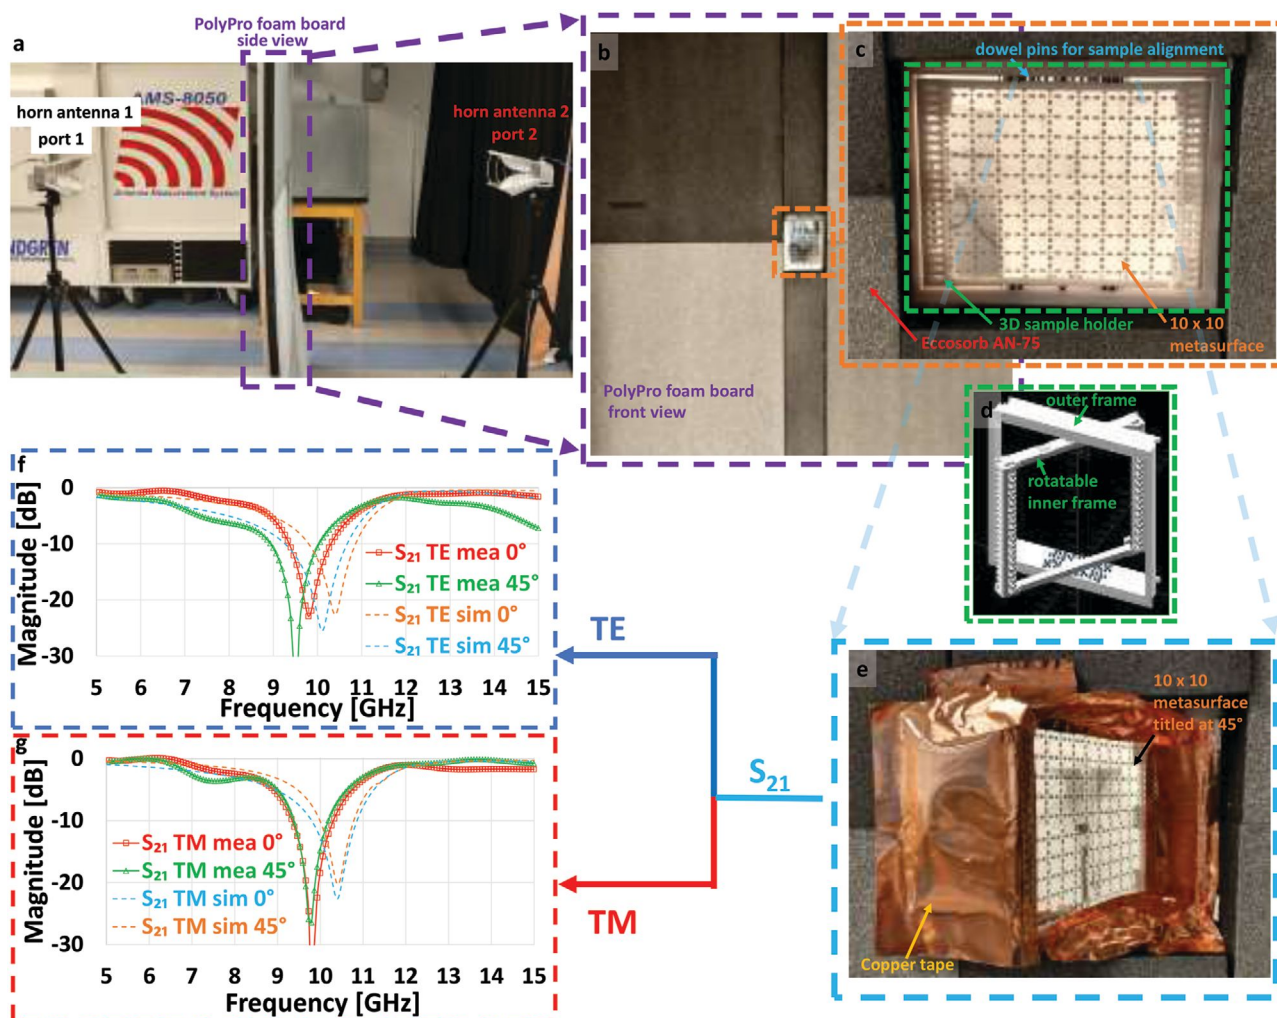 PolyPro foam board
side view
a
AMS-8050
horn antenna 1
port 1
horn antenna 2
port 2
Antenna Measurement System
NDGREN
b
PolyPro foam board
front view
c
dowel pins for sample alignment
3D sample holder
Eccosorb AN-75
10 x 10
metasurface
d
outer frame
rotatable
inner frame
f
Magnitude [dB]
0
-10
-20
-30
S21 TE mea 0°
S21 TE mea 45°
S21 TE sim 0°
S21 TE sim 45°
5 6 7 8 9 10 11 12 13 14 15
Frequency [GHz]
TE
S21
TM
g
Magnitude [dB]
0
-10
-20
-30
S21 TM mea 0°
S21 TM mea 45°
S21 TM sim 0°
S21 TM sim 45°
5 6 7 8 9 10 11 12 13 14 15
Frequency [GHz]
e
10 x 10
metasurface
titled at 45°
Copper tape